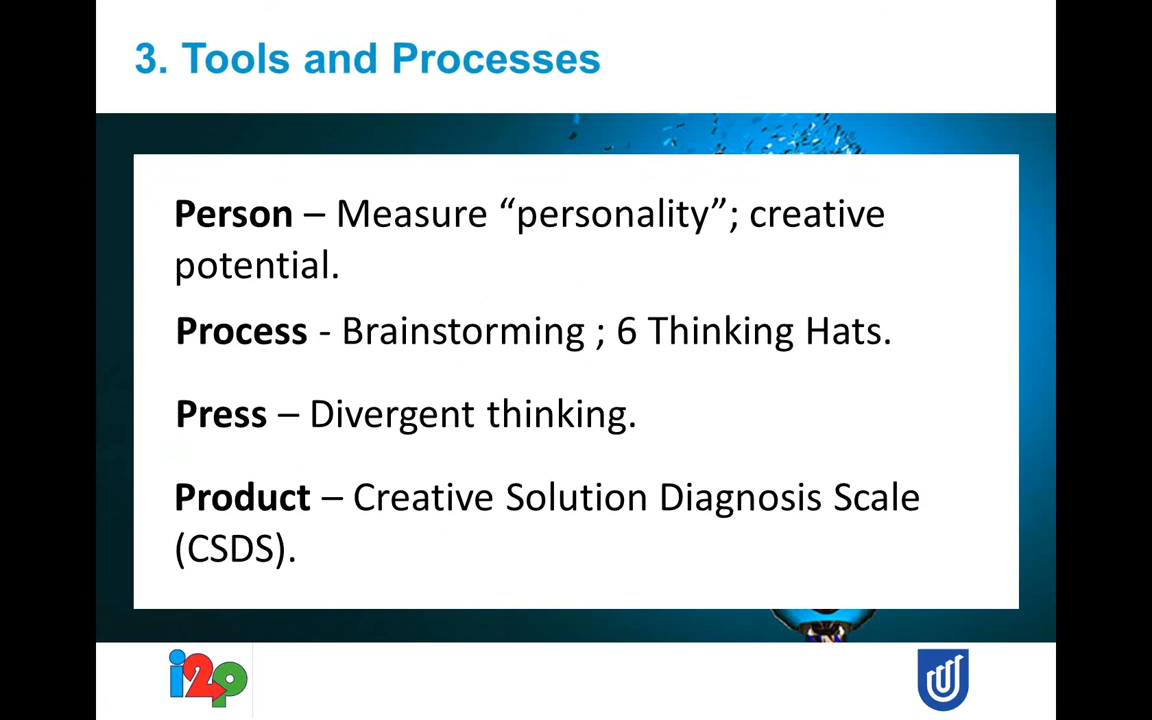 3. Tools and Processes
Person – Measure “personality”; creative
potential.
Process - Brainstorming ; 6 Thinking Hats.
Press – Divergent thinking.
Product – Creative Solution Diagnosis Scale
(CSDS).
i2p